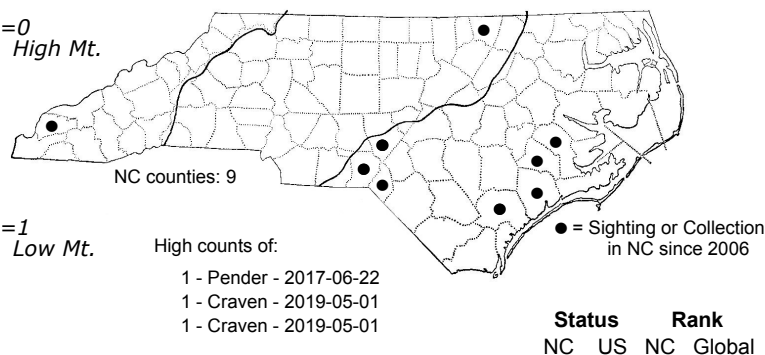 =0
High Mt.
NC counties: 9
=1
Low Mt.
High counts of:
1 - Pender - 2017-06-22
1 - Craven - 2019-05-01
1 - Craven - 2019-05-01
● = Sighting or Collection
in NC since 2006
Status Rank
NC US NC Global